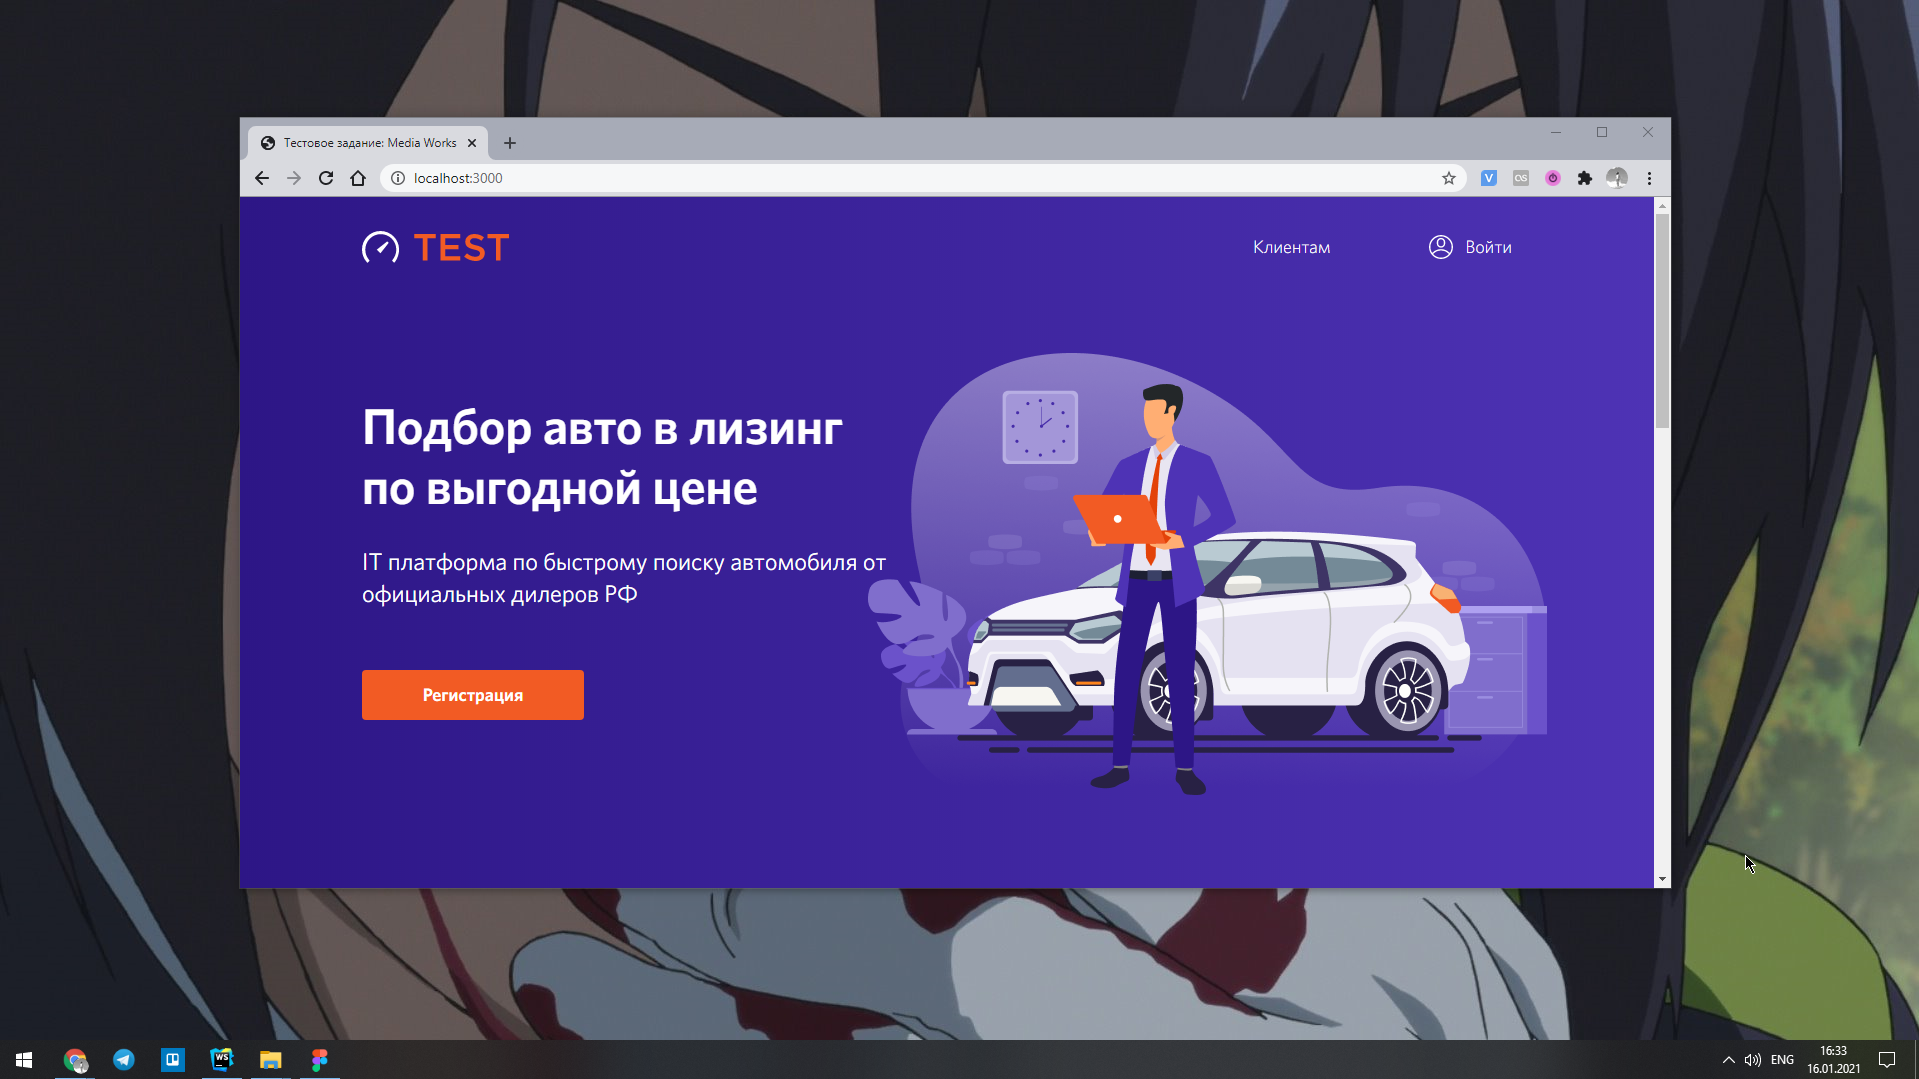 Тестовое задание: Media Works
localhost:3000
TEST
Клиентам
Войти
Подбор авто в лизинг
по выгодной цене
IT платформа по быстрому поиску автомобиля от
официальных дилеров РФ
Регистрация
WS
ENG
16:33
16.01.2021